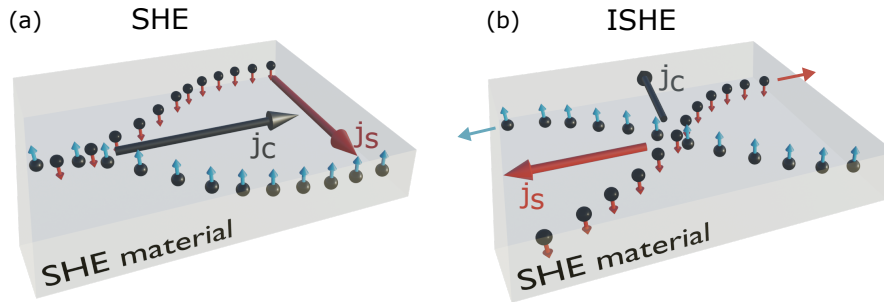 (a) SHE
jc
js
SHE material
(b) ISHE
jc
js
SHE material